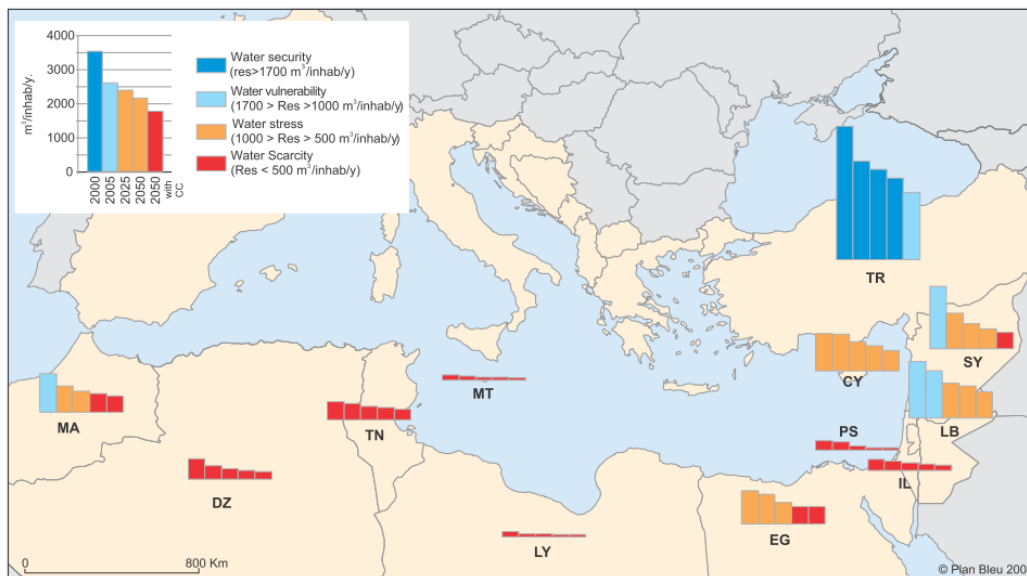 4000
3000
2000
1000
0
m³/inhab/y.
2000
2005
2025
2050
2050
with
CC
Water security
(res>1700 m³/inhab/y)
Water vulnerability
(1700 > Res >1000 m³/inhab/y)
Water stress
(1000 > Res > 500 m³/inhab/y)
Water Scarcity
(Res < 500 m³/inhab/y)
TR
SY
CY
MT
LB
MA
TN
PS
IL
DZ
EG
LY
0
800 Km
© Plan Bleu 200